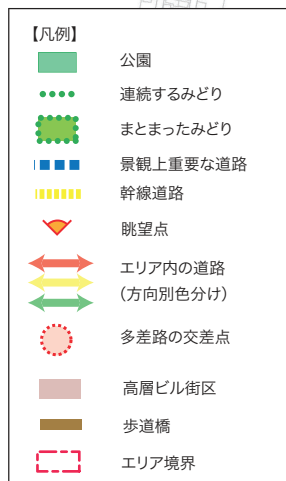 【凡例】
公園
連続するみどり
まとまったみどり
景観上重要な道路
幹線道路
眺望点
エリア内の道路
(方向別色分け)
多差路の交差点
高層ビル街区
歩道橋
エリア境界